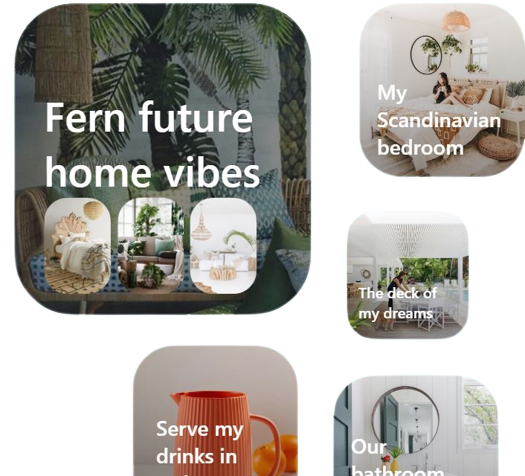 Fern future
home vibes
My
Scandinavian
bedroom
The deck of
my dreams
Serve my
drinks in
Our
bathroom